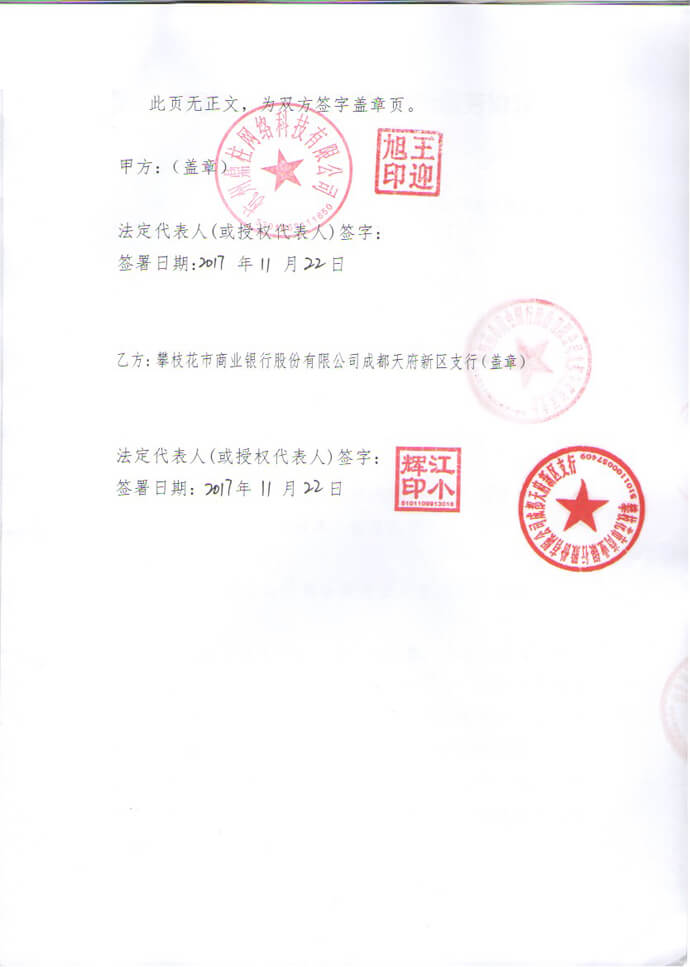 此页无正文，为双方签字盖章页。
甲方：（盖章）
网络科技有限公司
王迎
旭印
法定代表人(或授权代表人)签字：
签署日期：2017 年 11 月 22 日
乙方：攀枝花市商业银行股份有限公司成都天府新区支行(盖章)
法定代表人(或授权代表人)签字：
签署日期：2017年 11 月 22 日
江小
辉印
5101109913018
攀枝花市商业银行股份有限公司成都天府新区支行
5101100057409